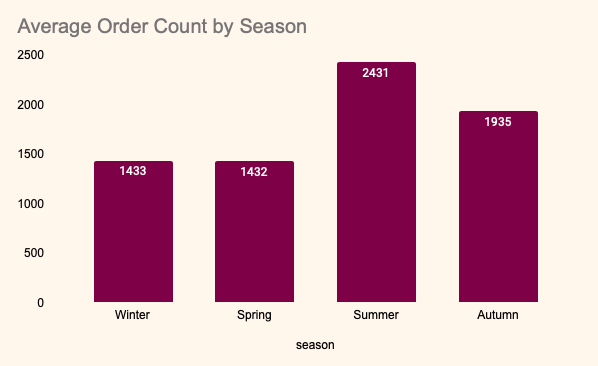 Average Order Count by Season
2500
2000
1500
1000
500
0
1433
1432
2431
1935
Winter
Spring
Summer
Autumn
season